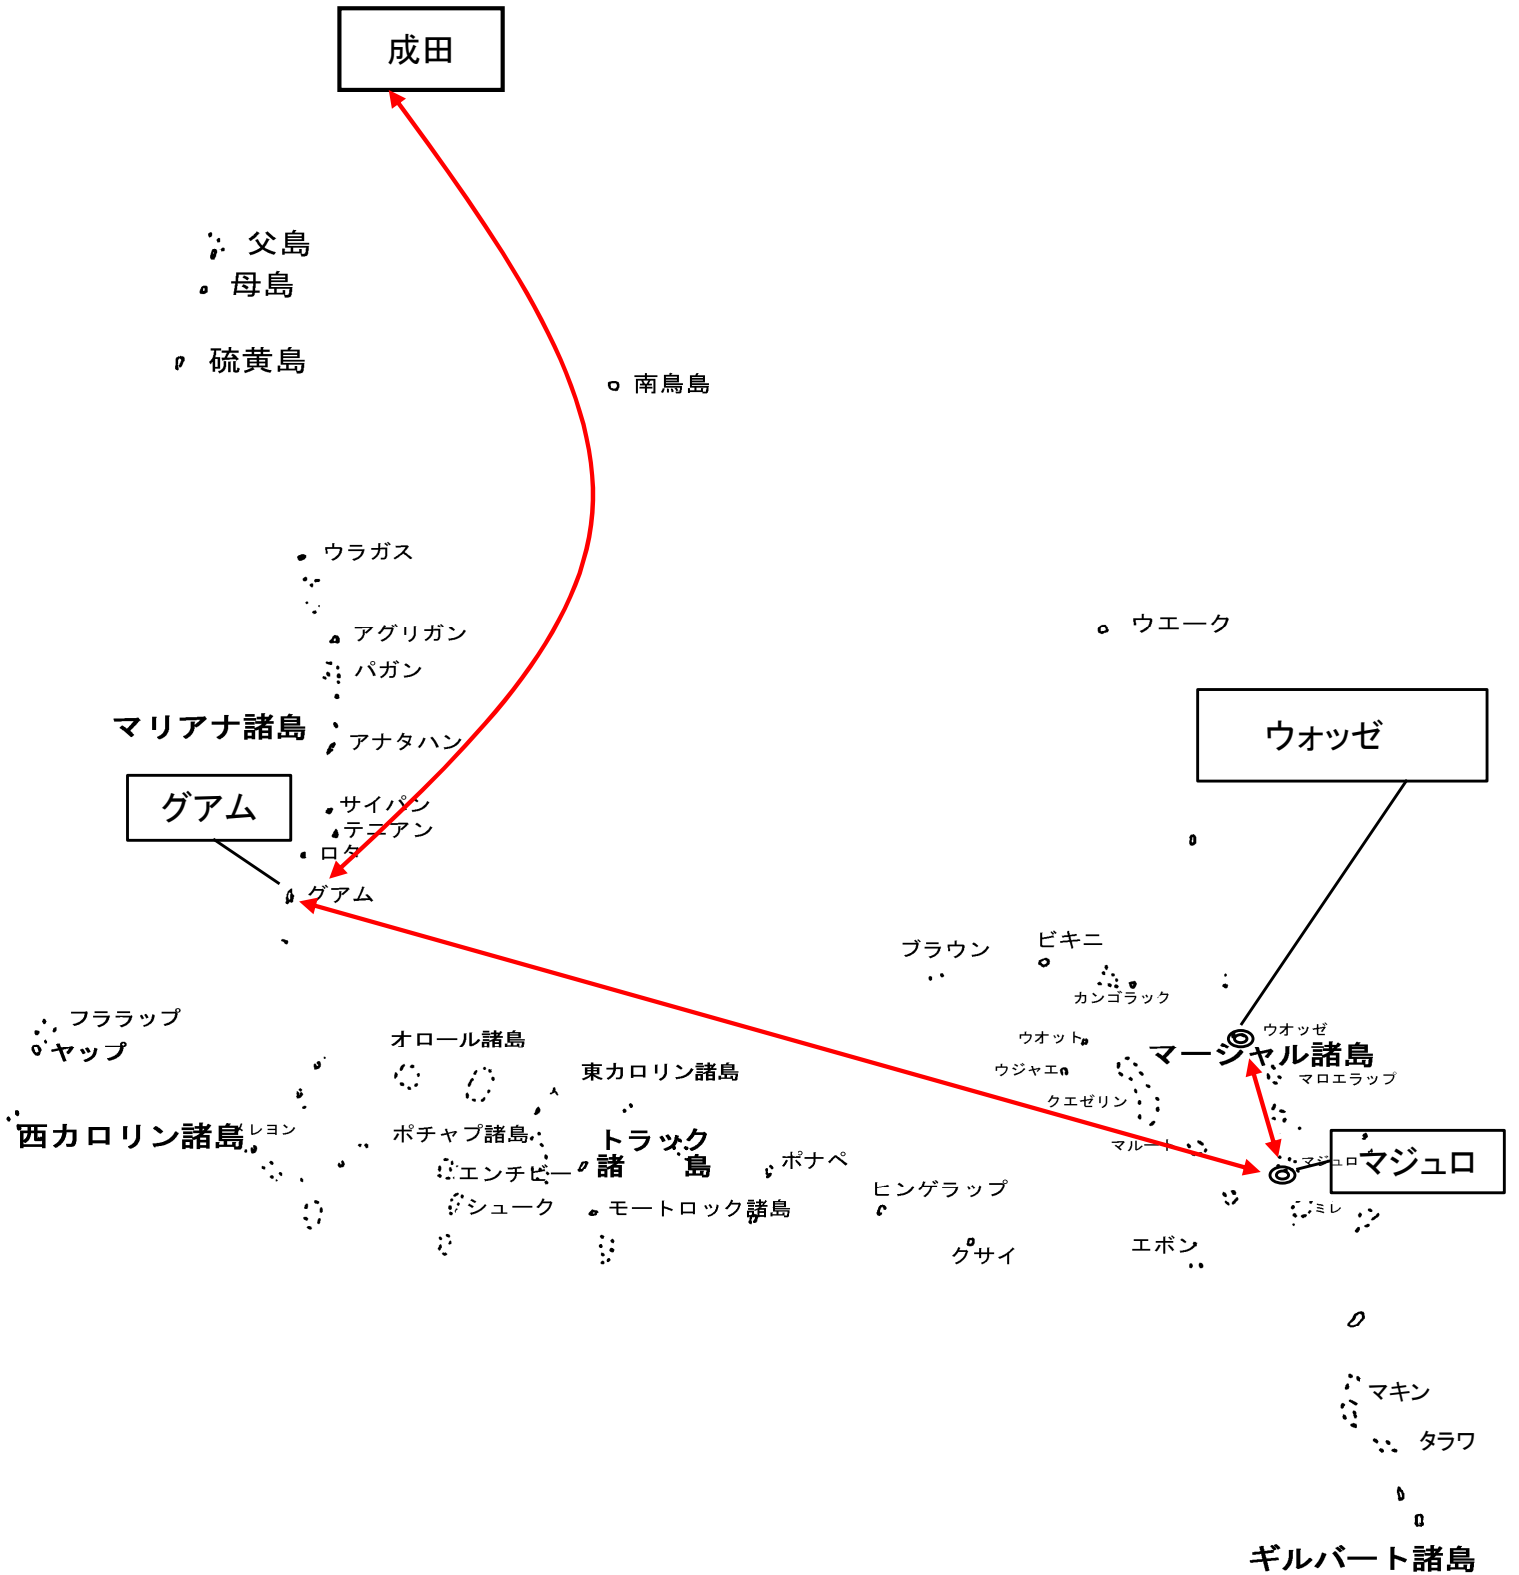 成田
父島
母島
硫黄島
南鳥島
ウラガス
アグリガン
ウエーク
パガン
マリアナ諸島
ウォッゼ
アナタハン
グアム
サイパン
テニアン
ロタ
グアム
ブラウン
ビキニ
カンゴラック
フララップ
ヤップ
オロール諸島
ウオット
ウオッゼ
マーシャル諸島
東カロリン諸島
ウジャエ
マロエラップ
クエゼリン
西カロリン諸島
メレヨン
ポチャプ諸島
トラック
諸 島
マルート
マジュロ
マジュロ
エンチビー
ポナペ
シューク
モートロック諸島
ヒンゲラップ
ミレ
クサイ
エボン
マキン
タラワ
ギルバート諸島